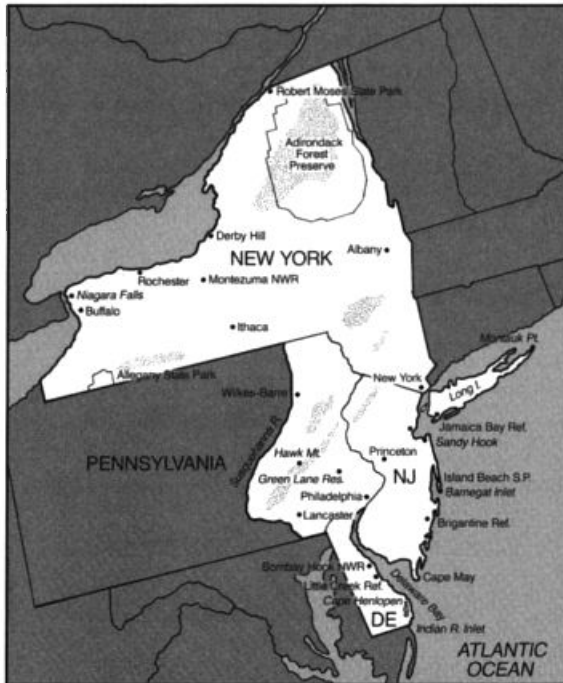 Robert Moses State Park
Adirondack
Forest
Preserve
Derby Hill
NEW YORK
Albany
Rochester
Montezuma NWR
Niagara Falls
Buffalo
Ithaca
Montauk Pt.
Allegany State Park
New York
Long I.
Wilkes-Barre
Jamaica Bay Ref.
Sandy Hook
Susquehanna R.
PENNSYLVANIA
Hawk Mt.
Princeton
Green Lane Res.
NJ
Island Beach S.P.
Barnegat Inlet
Philadelphia
Lancaster
Brigantine Ref.
Bombay Hook NWR
Little Creek Ref.
Cape May
Delaware Bay
Cape Henlopen
DE
Indian R. Inlet
ATLANTIC
OCEAN